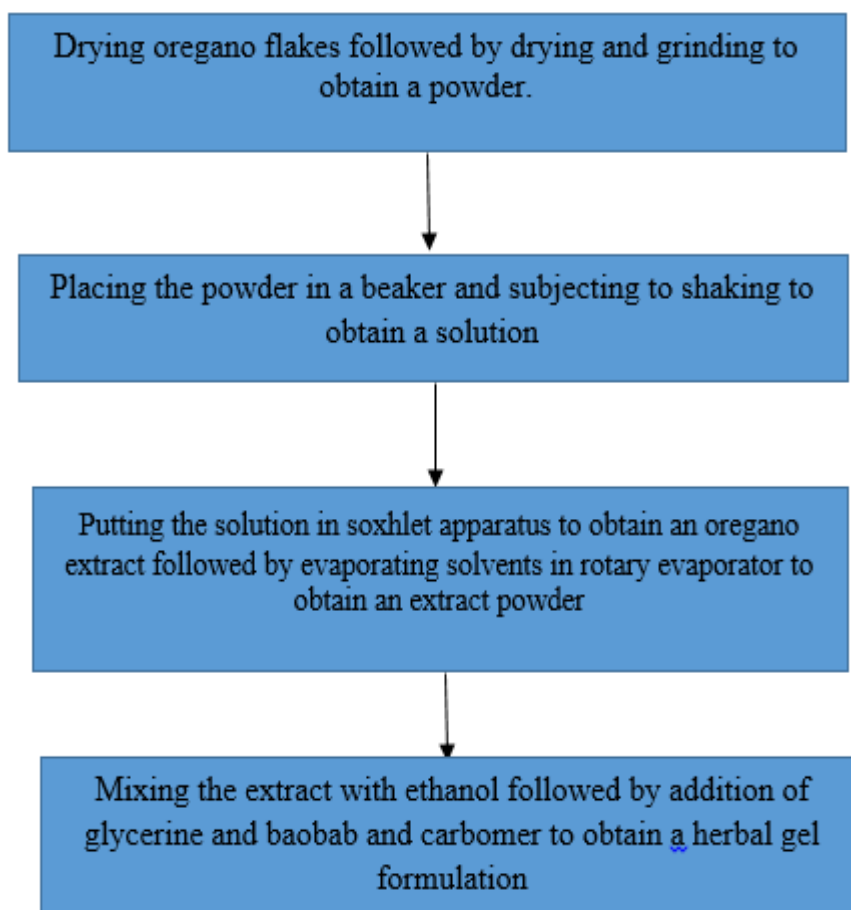 Drying oregano flakes followed by drying and grinding to
obtain a powder.
Placing the powder in a beaker and subjecting to shaking to
obtain a solution
Putting the solution in soxhlet apparatus to obtain an oregano
extract followed by evaporating solvents in rotary evaporator to
obtain an extract powder
Mixing the extract with ethanol followed by addition of
glycerine and baobab and carbomer to obtain a herbal gel
formulation